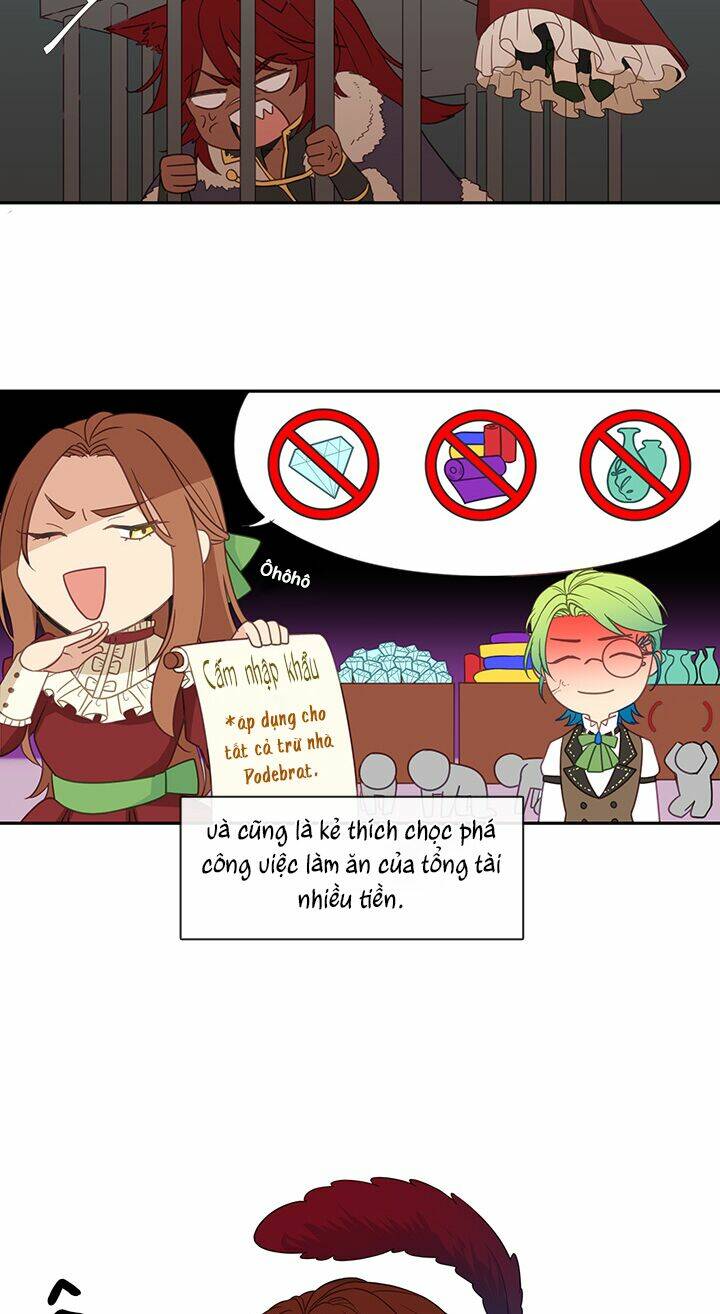 Ôhôhô
Cấm nhập khẩu
*áp dụng cho
tất cả trừ nhà
Podebrat.
và cũng là kẻ thích chọc phá
công việc làm ăn của tổng tài
nhiều tiền.